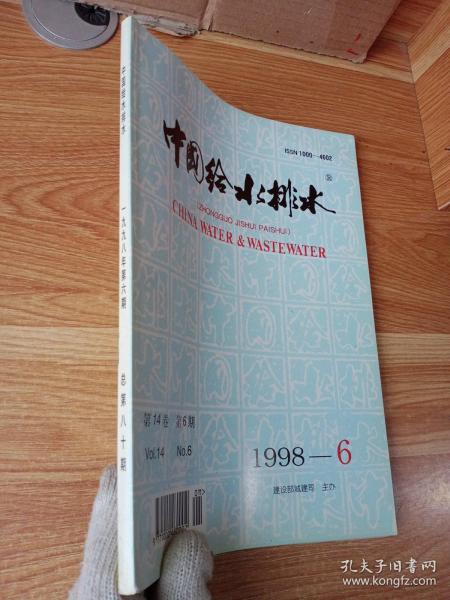 中国给水排水
一九九八年第六期
总第八十期
ISSN 1000—4602
中國给水排水
(ZHONGGUO JISHUI PAISHUI)
CHINA WATER & WASTEWATER
第14卷 第6期
Vol.14 No.6
1998—6
建设部城建司 主办
孔夫子旧书网
www.kongfz.com